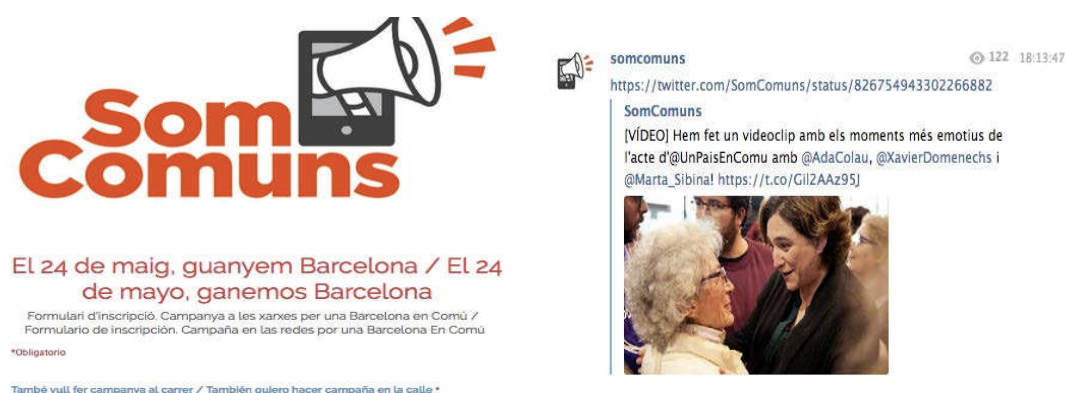 Som
Comuns
El 24 de maig, guanyem Barcelona / El 24
de mayo, ganemos Barcelona
Formulari d'inscripció. Campanya a les xarxes per una Barcelona en Comú /
Formulario de inscripción. Campaña en las redes por una Barcelona En Comú
*Obligatorio
També vull fer campanya al carrer / También quiero hacer campaña en la calle *
somcomuns 122 18:13:47
https://twitter.com/SomComuns/status/826754943302266882
SomComuns
[VÍDEO] Hem fet un videoclip amb els moments més emotius de
l'acte d'@UnPaisEnComu amb @AdaColau, @XavierDomenechs i
@Marta_Sibina! https://t.co/Gil2AAz95J